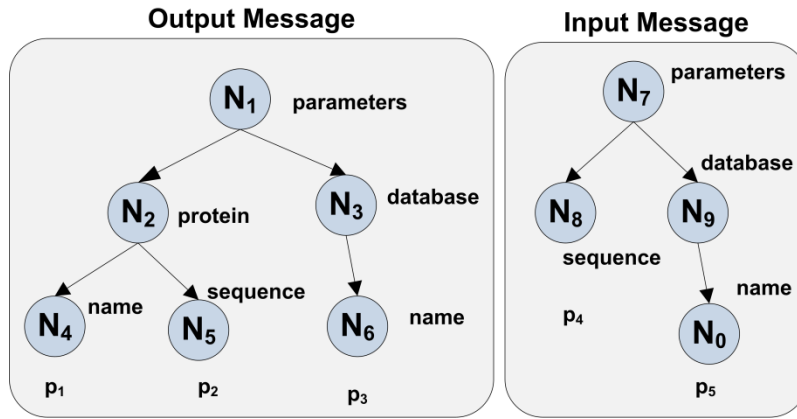 Output Message
Input Message
N1 parameters
N2 protein
N3 database
N4 name
N5 sequence
N6 name
p1 p2 p3
N7 parameters
N8 sequence
N9 database
N0 name
p4
p5